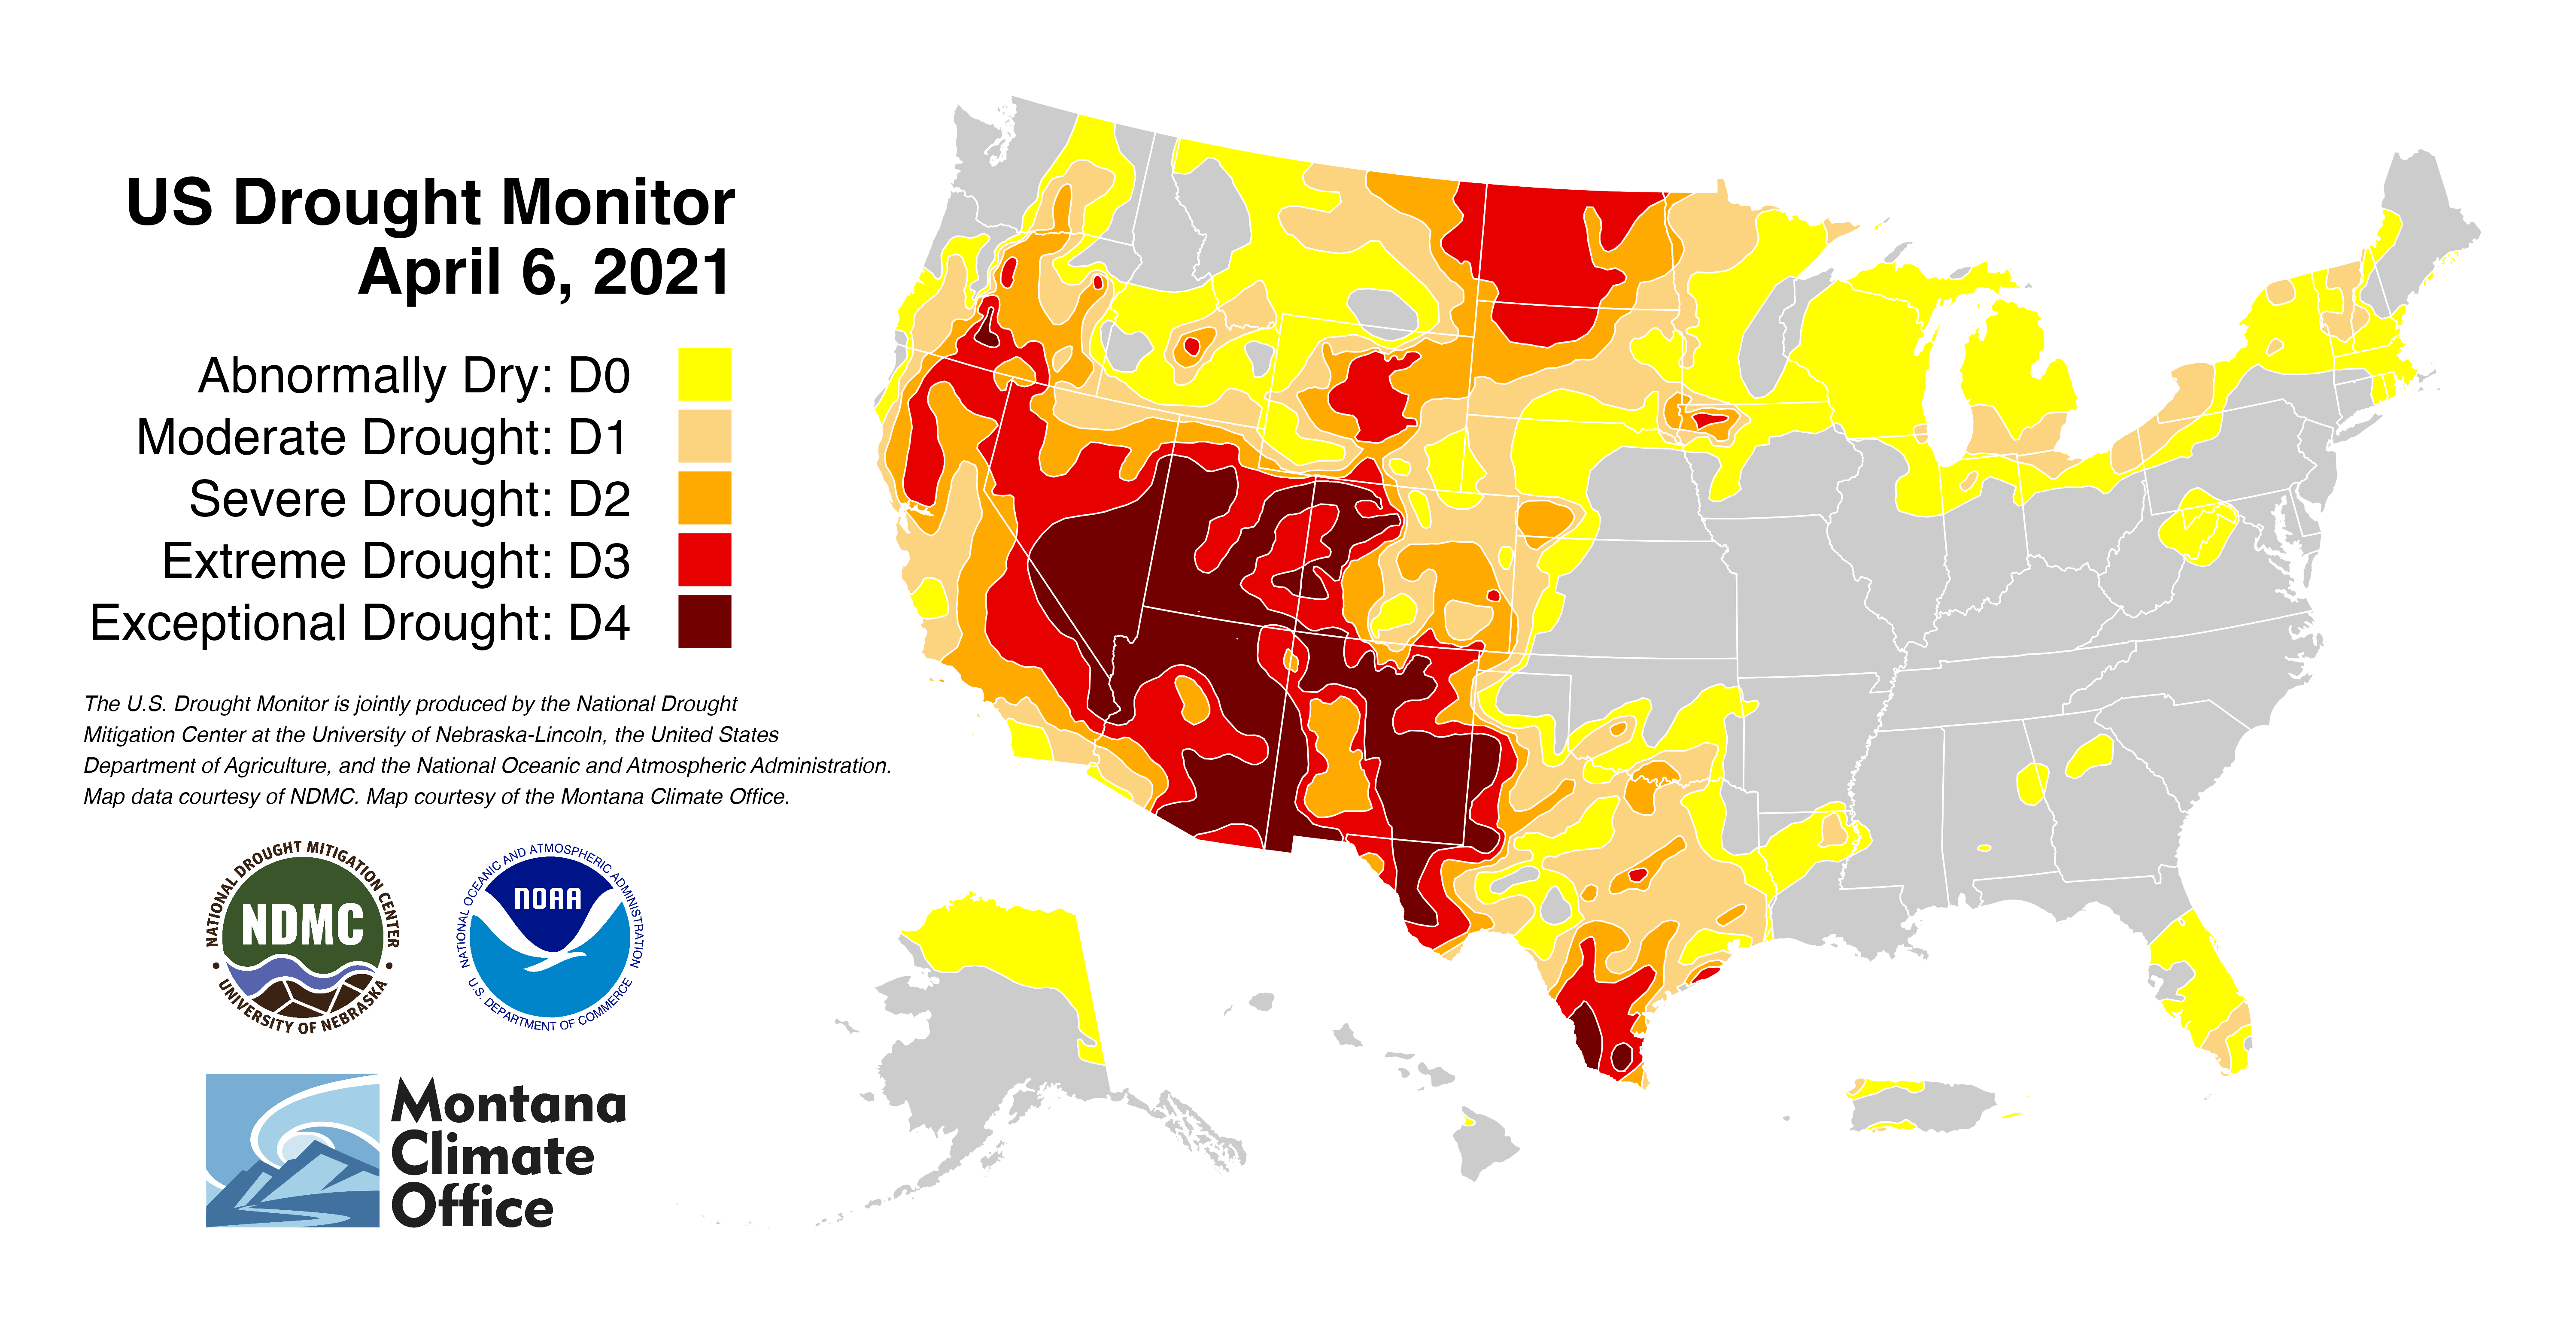 US Drought Monitor
April 6, 2021
Abnormally Dry: D0
Moderate Drought: D1
Severe Drought: D2
Extreme Drought: D3
Exceptional Drought: D4
The U.S. Drought Monitor is jointly produced by the National Drought
Mitigation Center at the University of Nebraska-Lincoln, the United States
Department of Agriculture, and the National Oceanic and Atmospheric Administration.
Map data courtesy of NDMC. Map courtesy of the Montana Climate Office.
NATIONAL DROUGHT MITIGATION CENTER
NDMC
• UNIVERSITY OF NEBRASKA •
NATIONAL OCEANIC AND ATMOSPHERIC ADMINISTRATION
NOAA
U.S. DEPARTMENT OF COMMERCE
Montana
Climate
Office